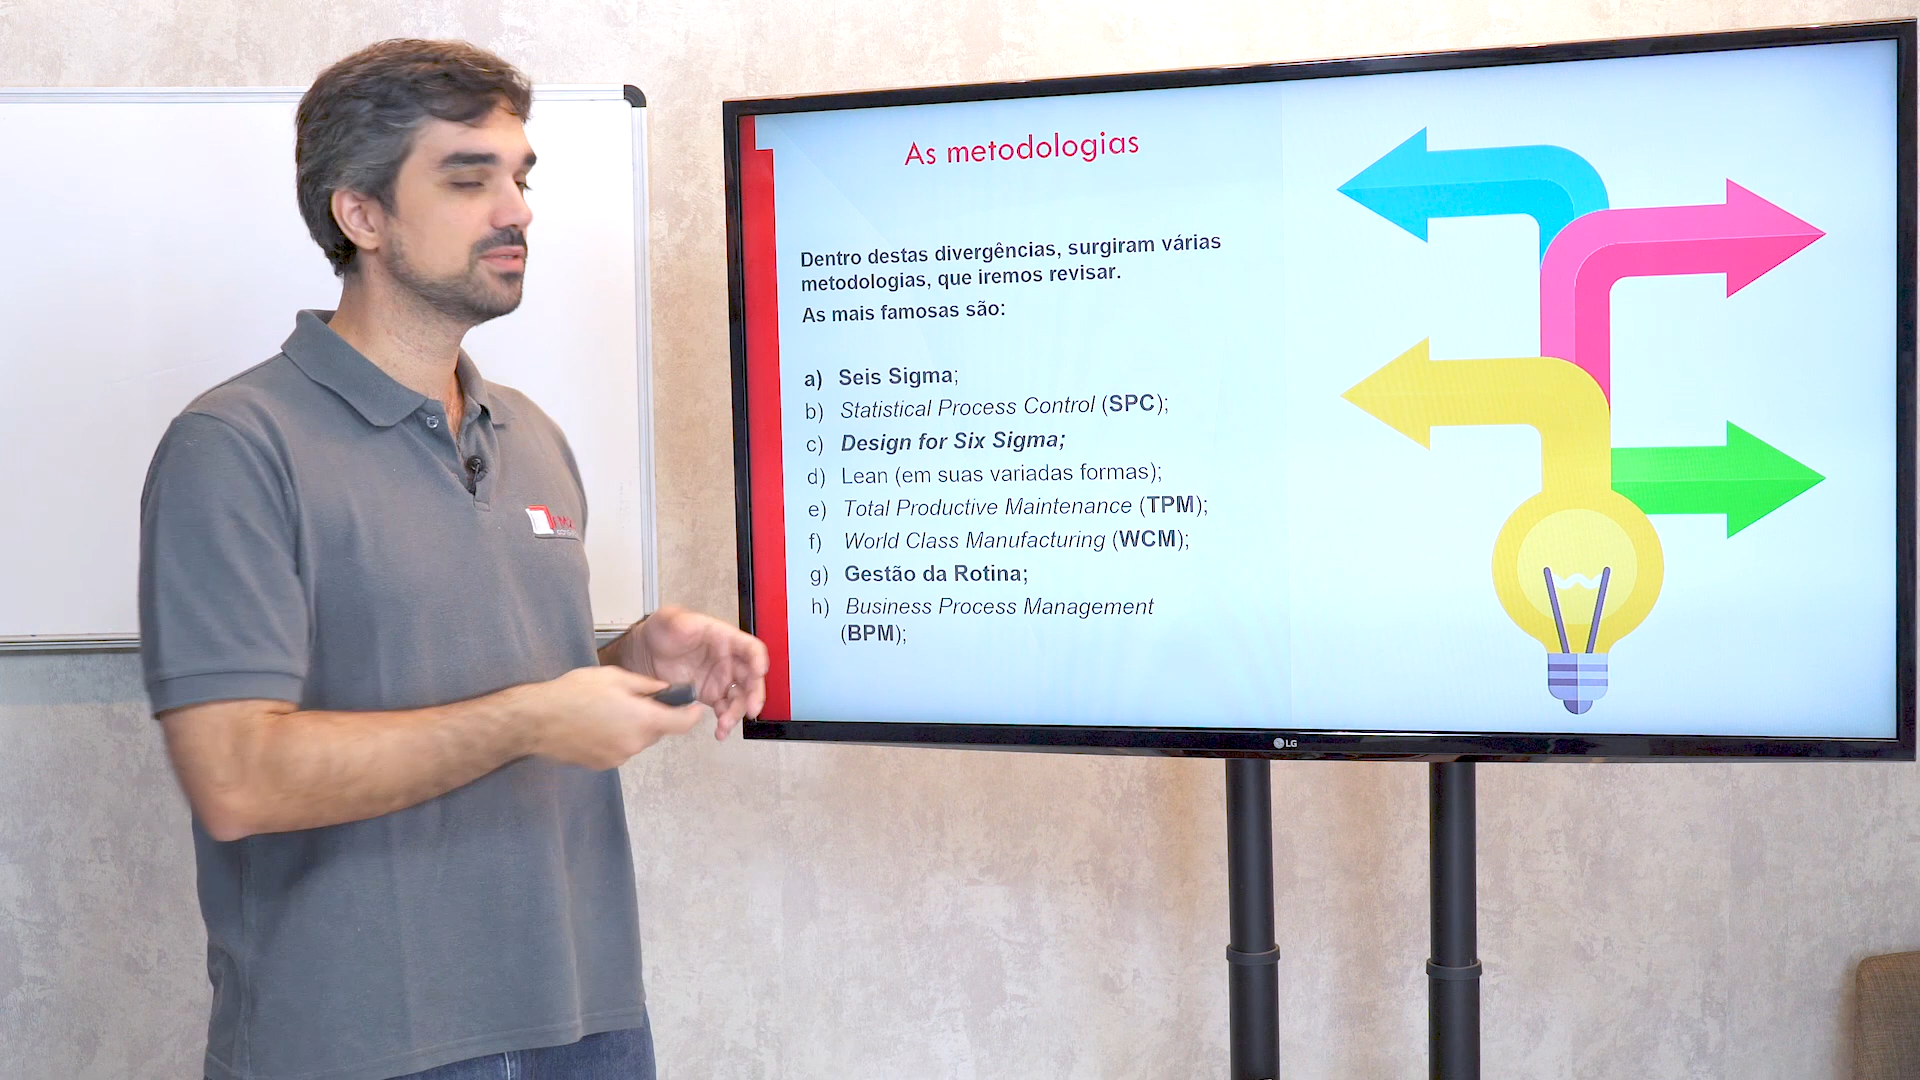 As metodologias
Dentro destas divergências, surgiram várias
metodologias, que iremos revisar.
As mais famosas são:
a) Seis Sigma;
b) Statistical Process Control (SPC);
c) Design for Six Sigma;
d) Lean (em suas variadas formas);
e) Total Productive Maintenance (TPM);
f) World Class Manufacturing (WCM);
g) Gestão da Rotina;
h) Business Process Management
(BPM);
LG